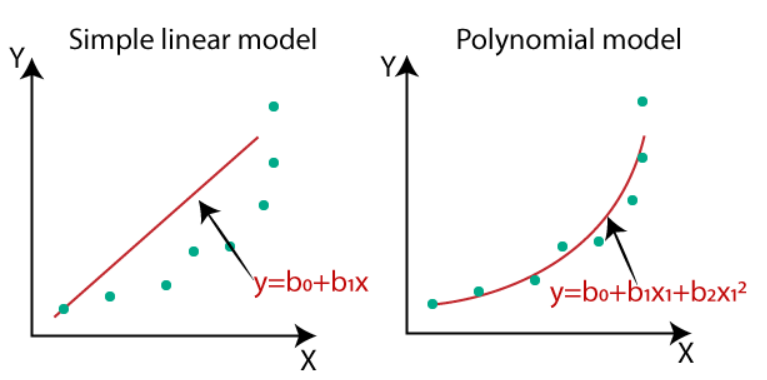 Simple linear model
Y
y=b₀+b₁x
X
Polynomial model
Y
y=b₀+b₁x₁+b₂x₁²
X